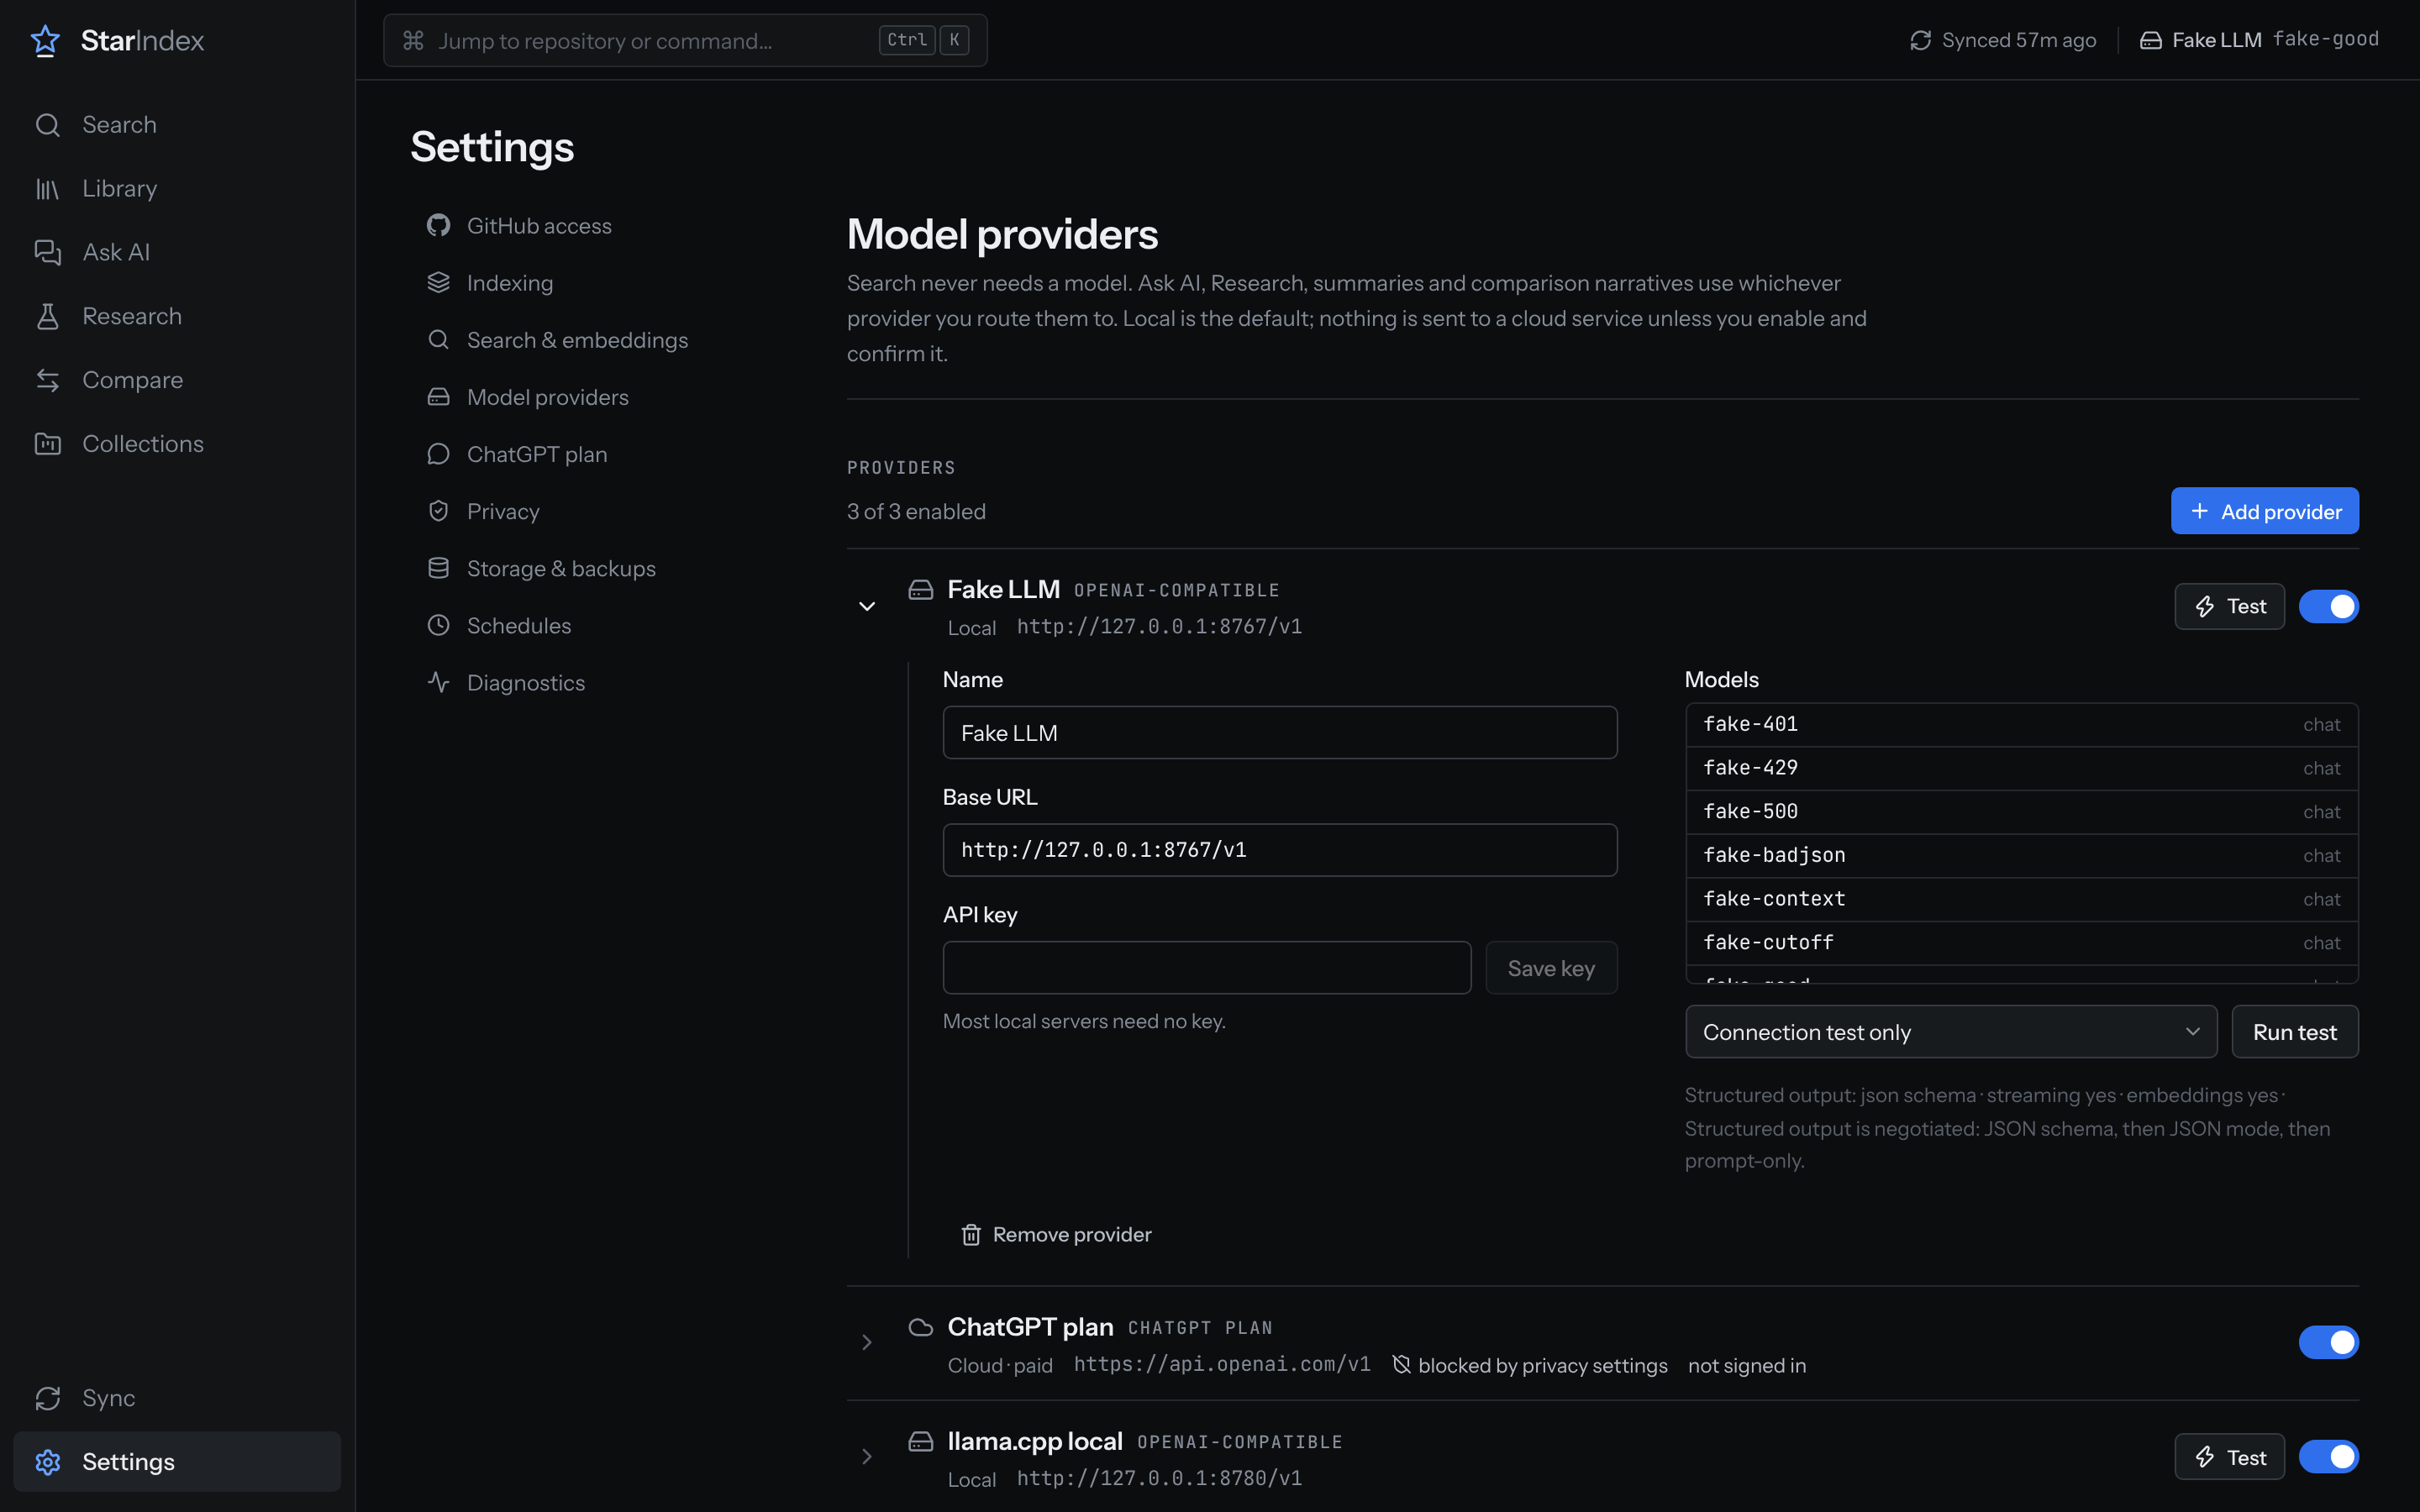 StarIndex
Jump to repository or command...
Ctrl K
Synced 57m ago
Fake LLM fake-good
Search
Library
Ask AI
Research
Compare
Collections
Sync
Settings
Settings
GitHub access
Indexing
Search & embeddings
Model providers
ChatGPT plan
Privacy
Storage & backups
Schedules
Diagnostics
Model providers
Search never needs a model. Ask AI, Research, summaries and comparison narratives use whichever
provider you route them to. Local is the default; nothing is sent to a cloud service unless you enable and
confirm it.
PROVIDERS
3 of 3 enabled
Add provider
Fake LLM OPENAI-COMPATIBLE
Local http://127.0.0.1:8767/v1
Test
Name
Fake LLM
Base URL
http://127.0.0.1:8767/v1
API key
Save key
Most local servers need no key.
Remove provider
Models
fake-401 chat
fake-429 chat
fake-500 chat
fake-badjson chat
fake-context chat
fake-cutoff chat
Connection test only
Run test
Structured output: json schema · streaming yes · embeddings yes ·
Structured output is negotiated: JSON schema, then JSON mode, then
prompt-only.
ChatGPT plan CHATGPT PLAN
Cloud · paid https://api.openai.com/v1 blocked by privacy settings not signed in
llama.cpp local OPENAI-COMPATIBLE
Local http://127.0.0.1:8780/v1
Test